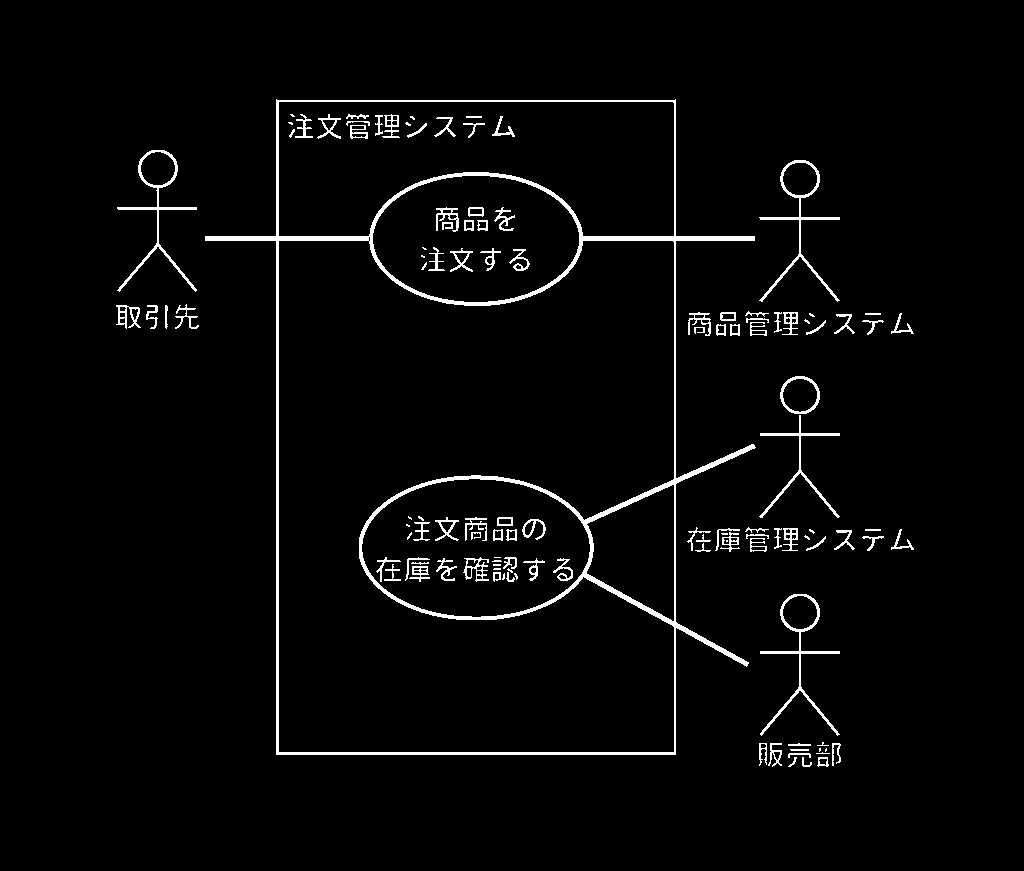 注文管理システム
商品を
注文する
取引先
商品管理システム
注文商品の
在庫を確認する
在庫管理システム
販売部